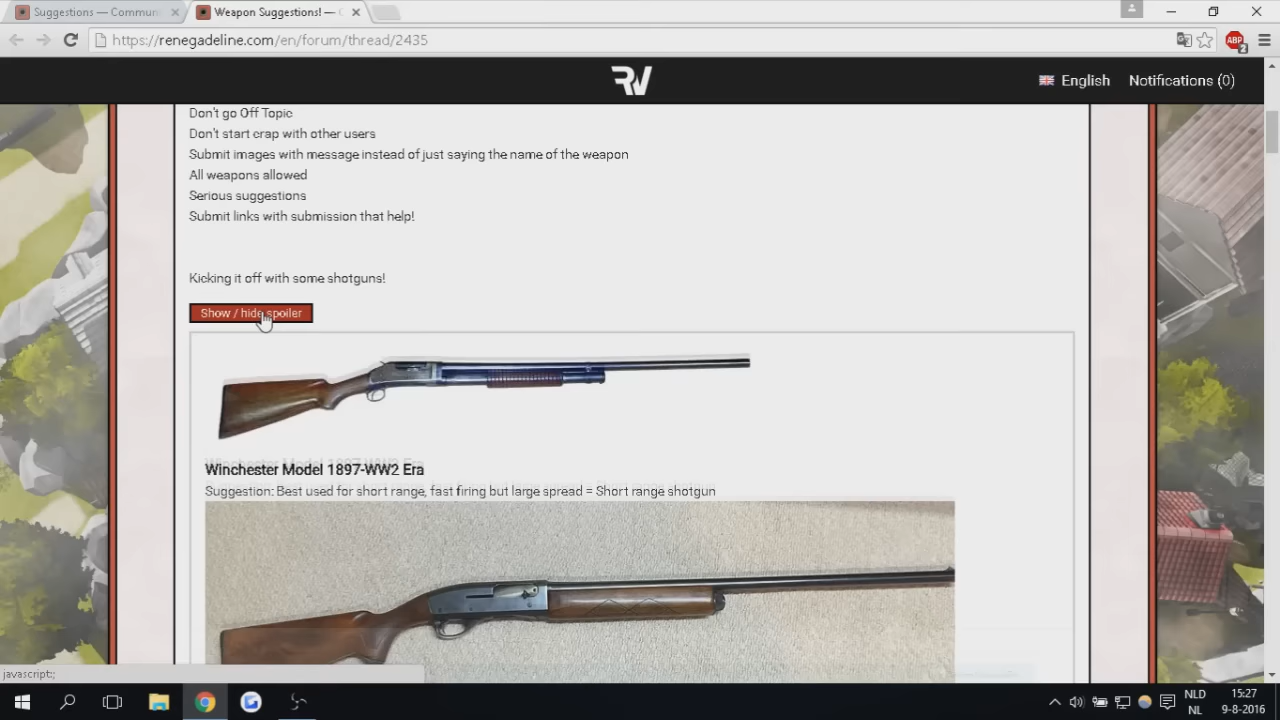 Suggestions — Commun
Weapon Suggestions! — C
https://renegadeline.com/en/forum/thread/2435
ABP
2
English
Notifications (0)
Don't go Off Topic
Don't start crap with other users
Submit images with message instead of just saying the name of the weapon
All weapons allowed
Serious suggestions
Submit links with submission that help!
Kicking it off with some shotguns!
Show / hide spoiler
Winchester Model 1897-WW2 Era
Suggestion: Best used for short range, fast firing but large spread = Short range shotgun
javascript:;
NLD
NL
15:27
9-8-2016